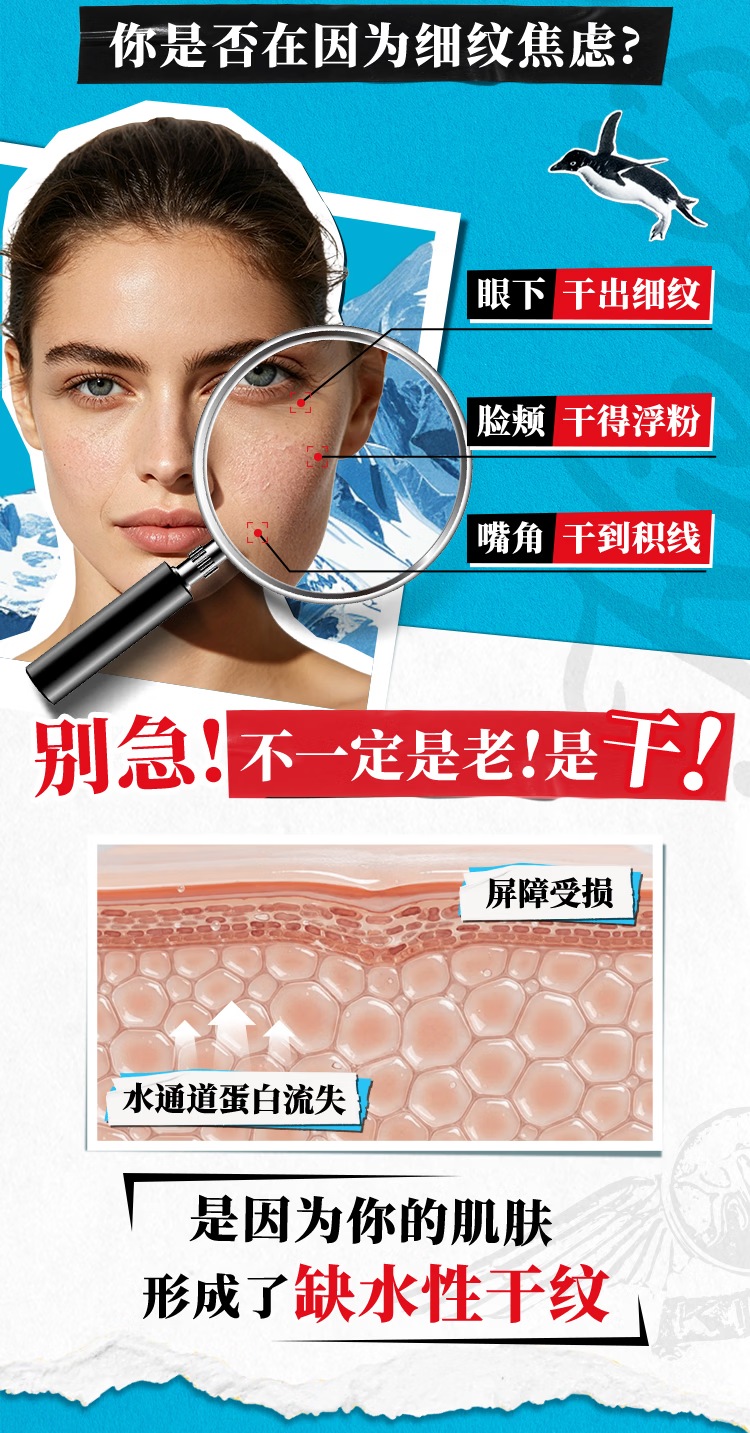 你是否在因为细纹焦虑?
眼下 干出细纹
脸颊 干得浮粉
嘴角 干到积线
别急!不一定是老!是干!
屏障受损
水通道蛋白流失
是因为你的肌肤
形成了缺水性干纹